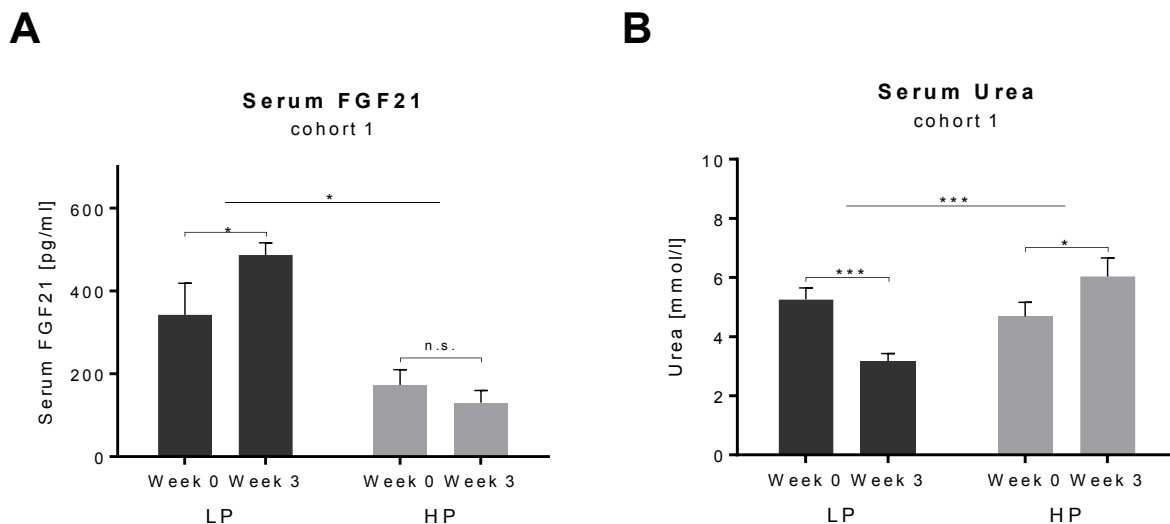 A
Serum FGF21
cohort 1
Serum FGF21 [pg/ml]
600
400
200
0
*
*
n.s.
Week 0 Week 3 Week 0 Week 3
LP HP
B
Serum Urea
cohort 1
Urea [mmol/l]
10
8
6
4
2
0
***
***
*
Week 0 Week 3 Week 0 Week 3
LP HP